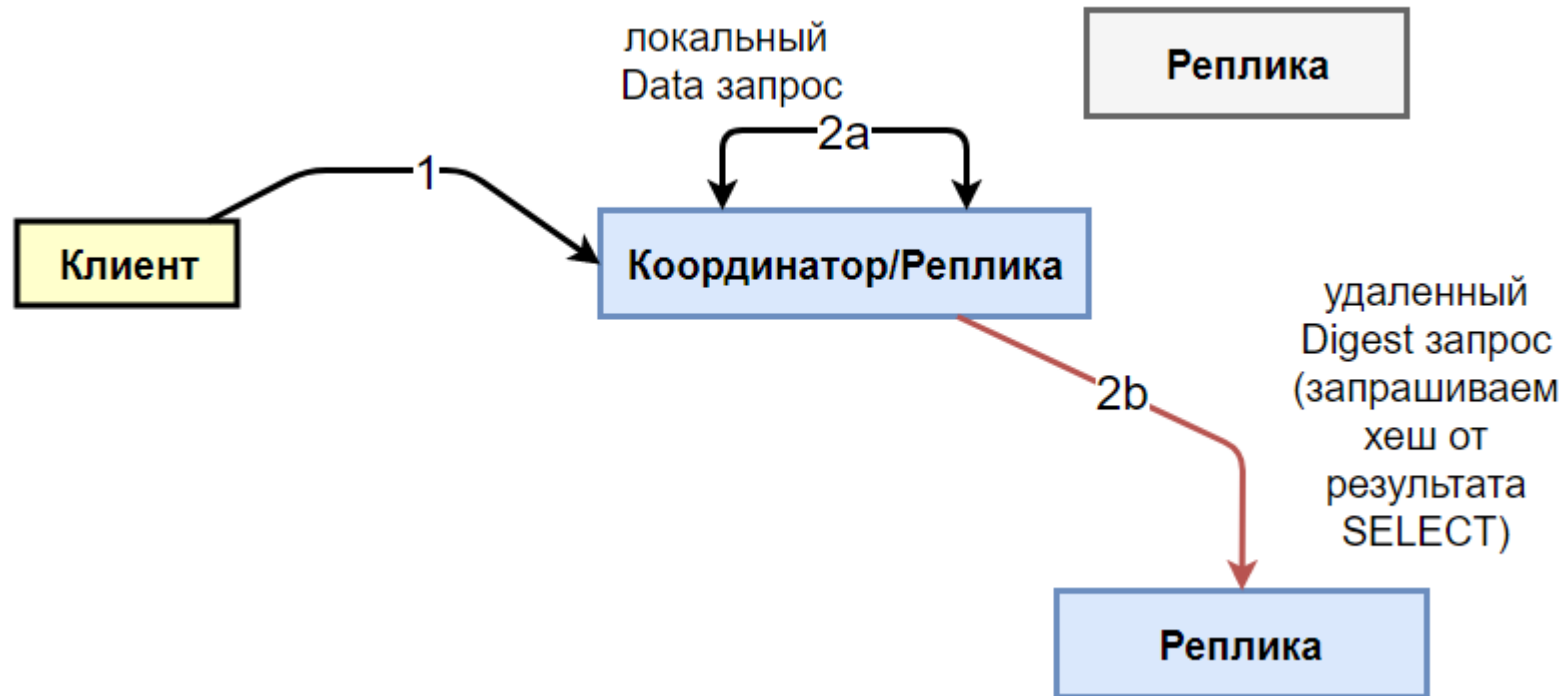 локальный
Data запрос
Реплика
2a
1
Клиент
Координатор/Реплика
удаленный
Digest запрос
(запрашиваем
хеш от
результата
SELECT)
2b
Реплика